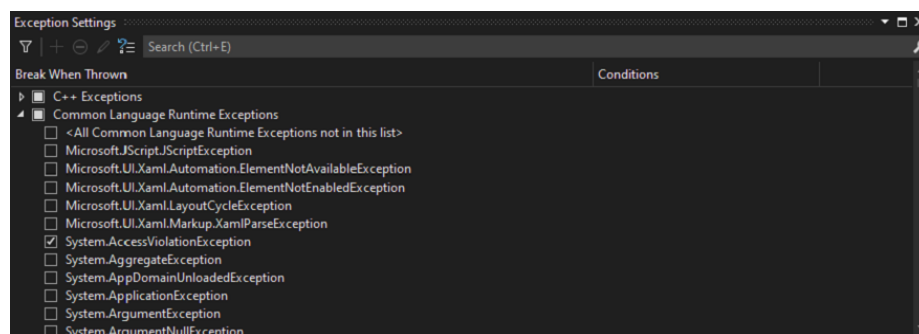 Exception Settings
Search (Ctrl+E)
Break When Thrown Conditions
C++ Exceptions
Common Language Runtime Exceptions
<All Common Language Runtime Exceptions not in this list>
Microsoft.JScript.JScriptException
Microsoft.UI.Xaml.Automation.ElementNotAvailableException
Microsoft.UI.Xaml.Automation.ElementNotEnabledException
Microsoft.UI.Xaml.LayoutCycleException
Microsoft.UI.Xaml.Markup.XamlParseException
System.AccessViolationException
System.AggregateException
System.AppDomainUnloadedException
System.ApplicationException
System.ArgumentException
System.ArgumentNullException